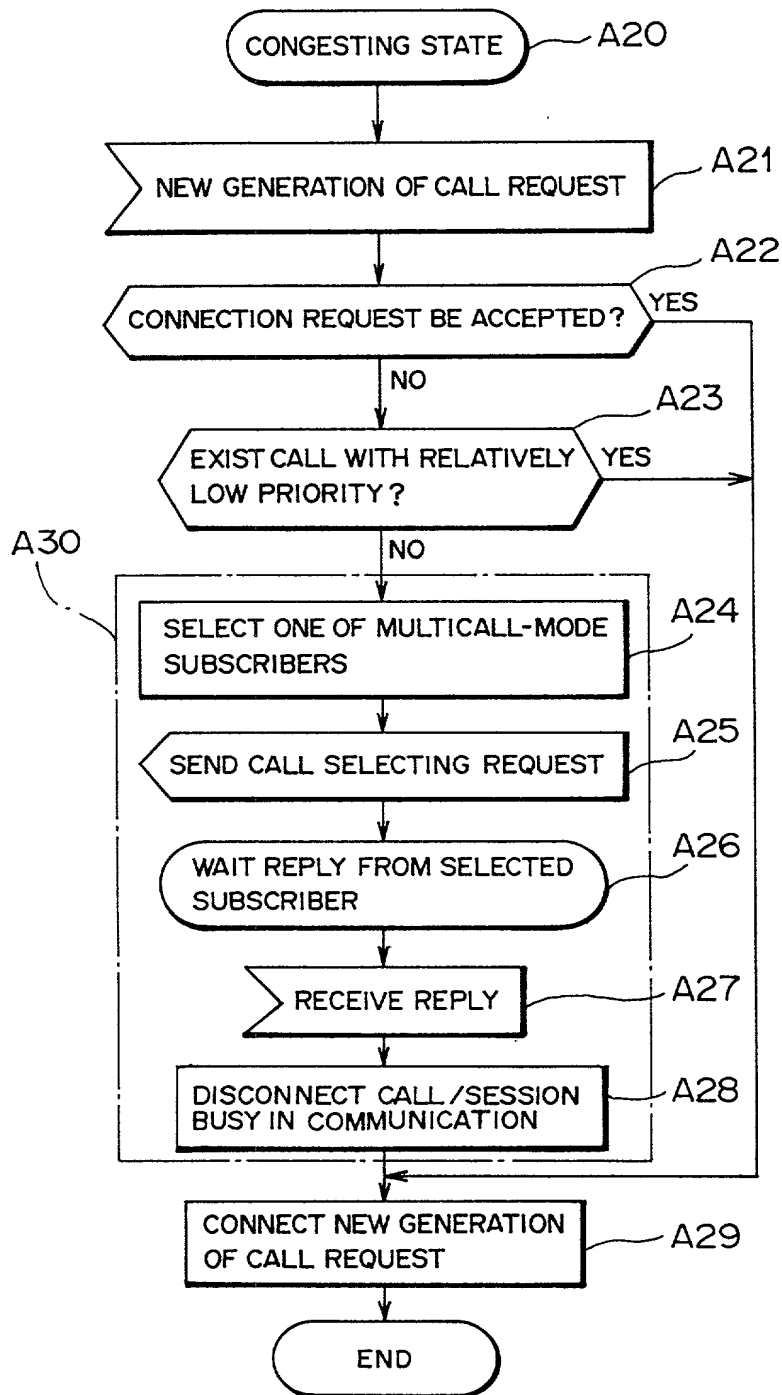 CONGESTING STATE
A20
NEW GENERATION OF CALL REQUEST
A21
A22
CONNECTION REQUEST BE ACCEPTED?
YES
NO
A23
EXIST CALL WITH RELATIVELY
LOW PRIORITY?
YES
NO
A30
SELECT ONE OF MULTICALL-MODE
SUBSCRIBERS
A24
SEND CALL SELECTING REQUEST
A25
WAIT REPLY FROM SELECTED
SUBSCRIBER
A26
RECEIVE REPLY
A27
DISCONNECT CALL/SESSION
BUSY IN COMMUNICATION
A28
CONNECT NEW GENERATION
OF CALL REQUEST
A29
END